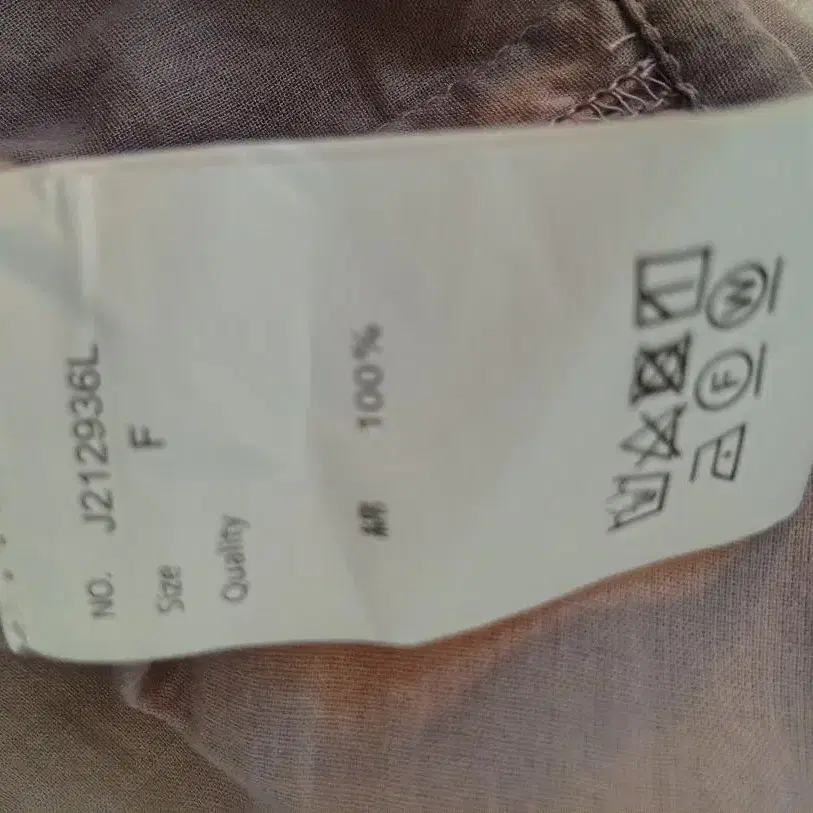 NO. J212936L
Size F
Quality
綿 100%
F W